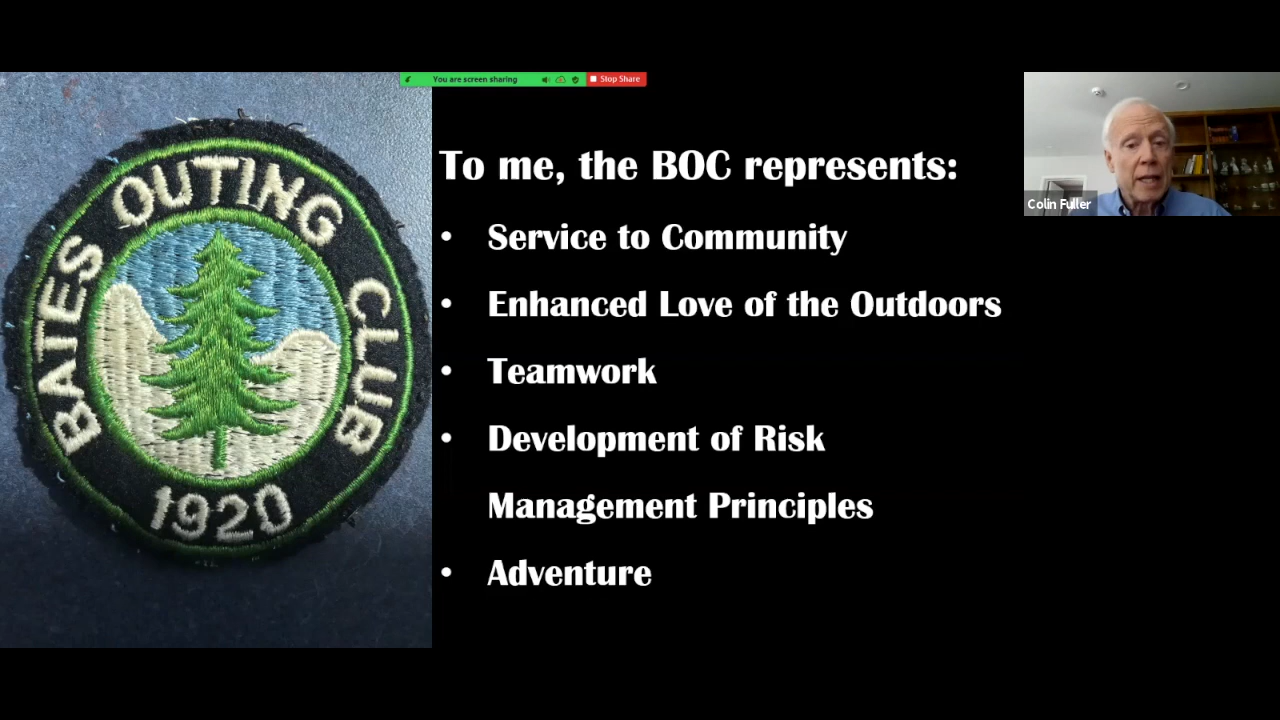 You are screen sharing
Stop Share
BATES OUTING CLUB
1920
To me, the BOC represents:
• Service to Community
• Enhanced Love of the Outdoors
• Teamwork
• Development of Risk
Management Principles
• Adventure
Colin Fuller